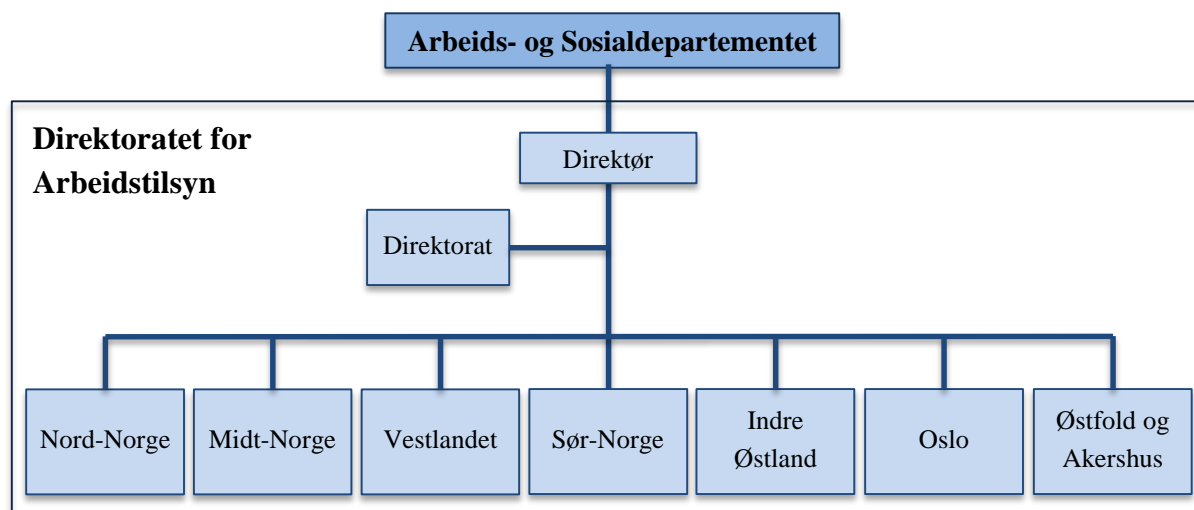 Arbeids- og Sosialdepartementet
Direktoratet for
Arbeidstilsyn
Direktør
Direktorat
Nord-Norge
Midt-Norge
Vestlandet
Sør-Norge
Indre
Østland
Oslo
Østfold og
Akershus